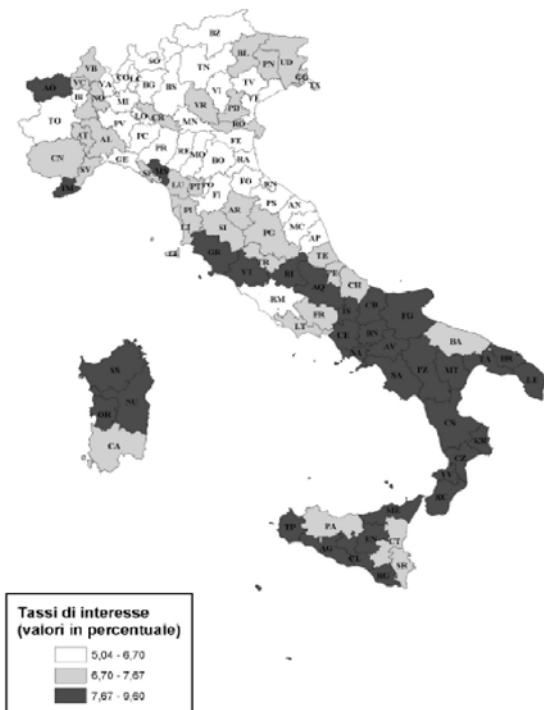 BZ
SO
BL
VB
TN
PN
UD
AO
VC
VA
BG
BS
VI
TV
GO
TS
BI
NO
MI
VR
PD
VE
TO
LO
CR
MN
RO
PV
AT
AL
PC
PR
RE
MO
FE
CN
SV
GE
BO
RA
IM
SP
MS
LU
PT
PO
FI
FO
RN
PS
AN
PI
AR
MC
LI
SI
PG
AP
GR
TR
TE
VT
RI
PE
AQ
CH
RM
IS
CB
FG
FR
LT
CE
BN
BA
NA
AV
SA
PZ
MT
TA
BR
LE
SS
NU
OR
CS
CA
KR
CZ
VV
RC
ME
TP
PA
EN
CT
AG
CL
SR
RG
Tassi di interesse
(valori in percentuale)
5,04 - 6,70
6,70 - 7,67
7,67 - 9,60